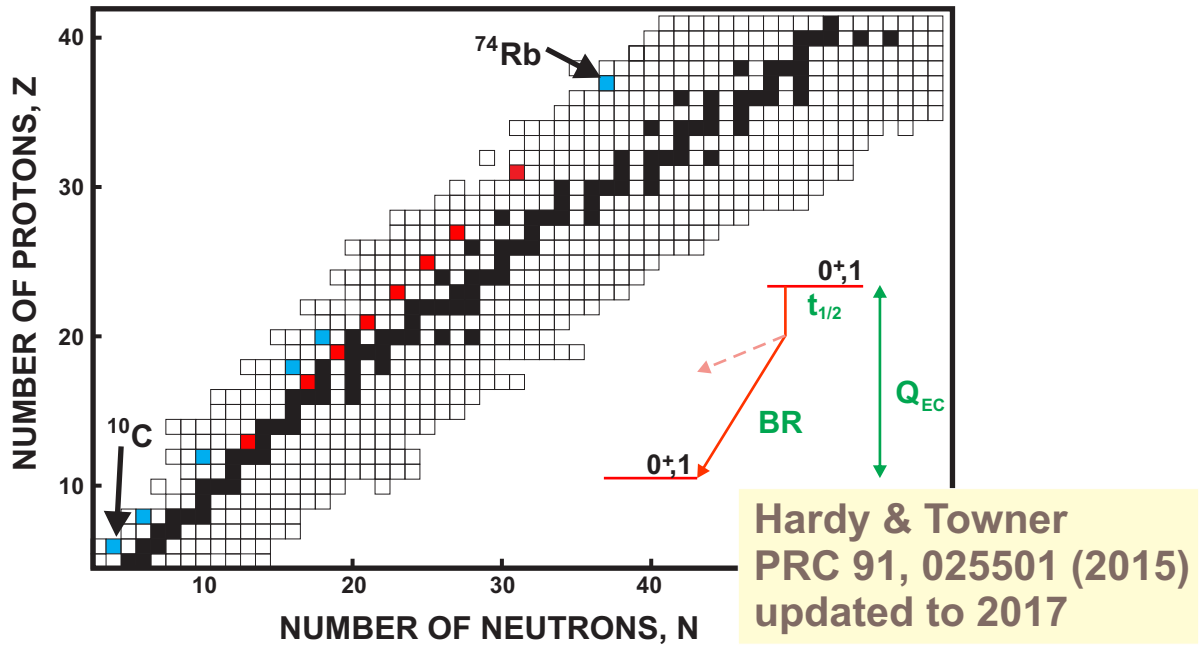 NUMBER OF PROTONS, Z
40
30
20
10
⁷⁴Rb
¹⁰C
0⁺,1
t₁/₂
BR
Q_EC
0⁺,1
10
20
30
40
NUMBER OF NEUTRONS, N
Hardy & Towner
PRC 91, 025501 (2015)
updated to 2017